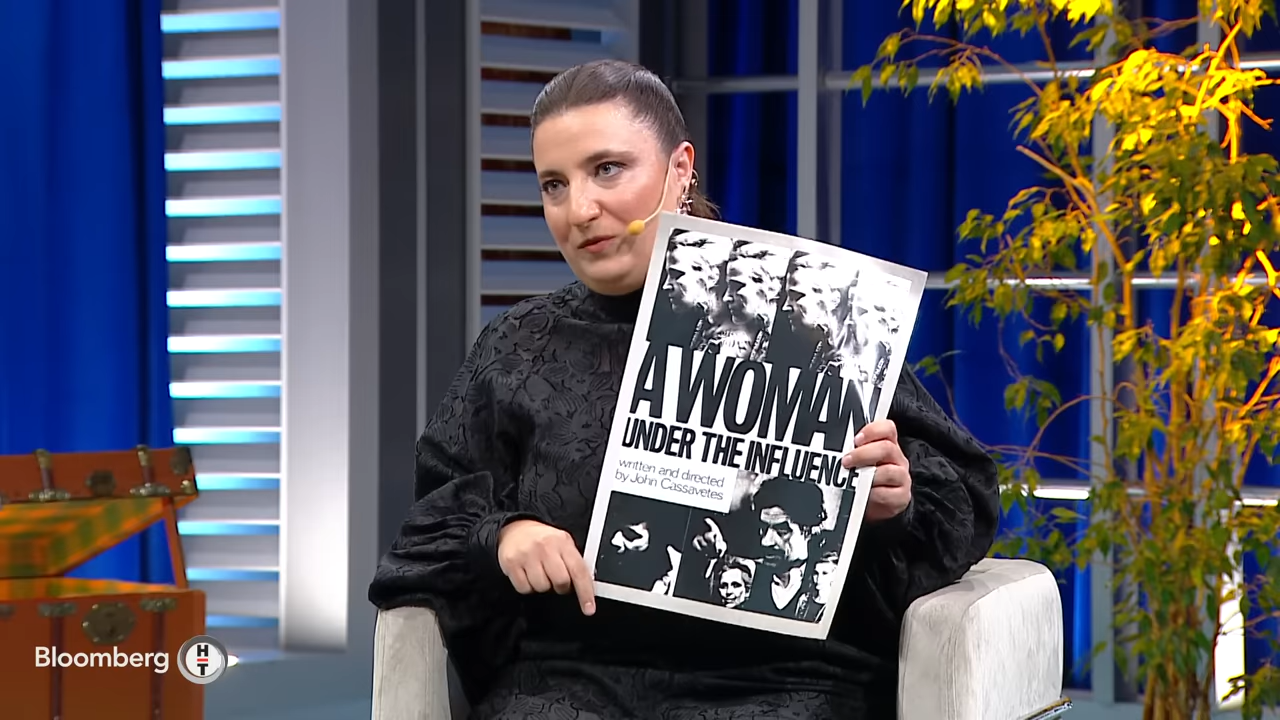 A WOMAN
UNDER THE INFLUENCE
written and directed
by John Cassavetes
Bloomberg HT